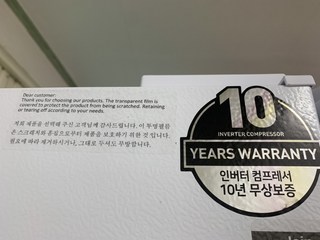 Dear customer:
Thank you for choosing our products. The transparent film is
covered to protect the product from being scratched. Retaining
or tearing off according to your needs.
저희 제품을 선택해 주신 고객님께 감사드립니다. 이 투명필름
은 스크래치와 흠집으로부터 제품을 보호하기 위한 것 입니다.
필요에 따라 제거하시거나, 그대로 두셔도 무방합니다.
10
INVERTER COMPRESSOR
YEARS WARRANTY
인버터 컴프레서
10년 무상보증